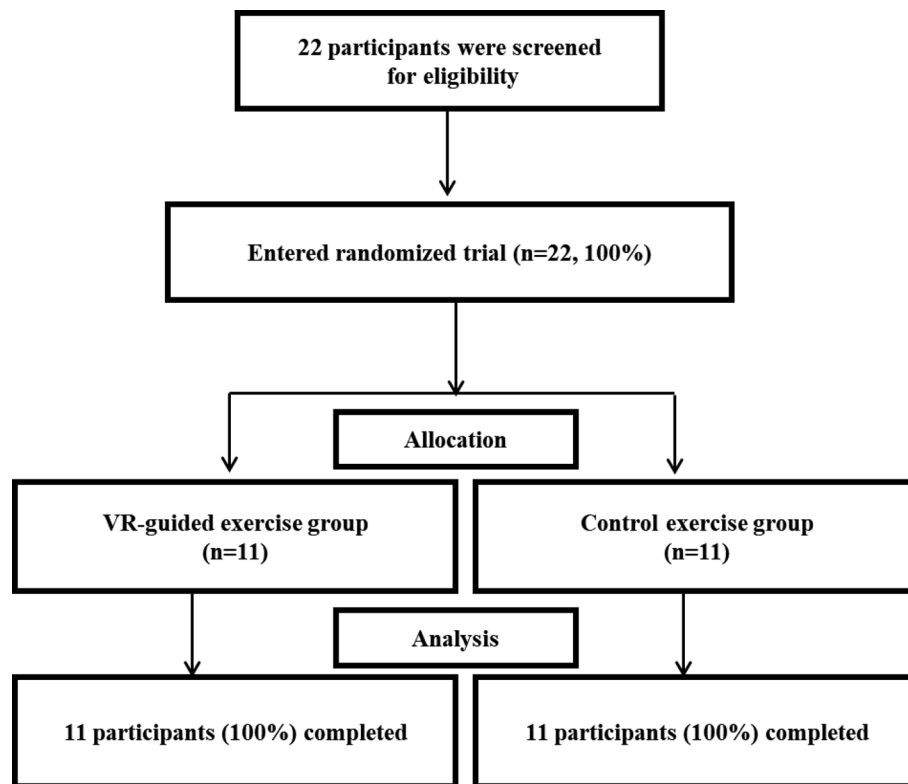 22 participants were screened
for eligibility
Entered randomized trial (n=22, 100%)
Allocation
VR-guided exercise group
(n=11)
Control exercise group
(n=11)
Analysis
11 participants (100%) completed
11 participants (100%) completed